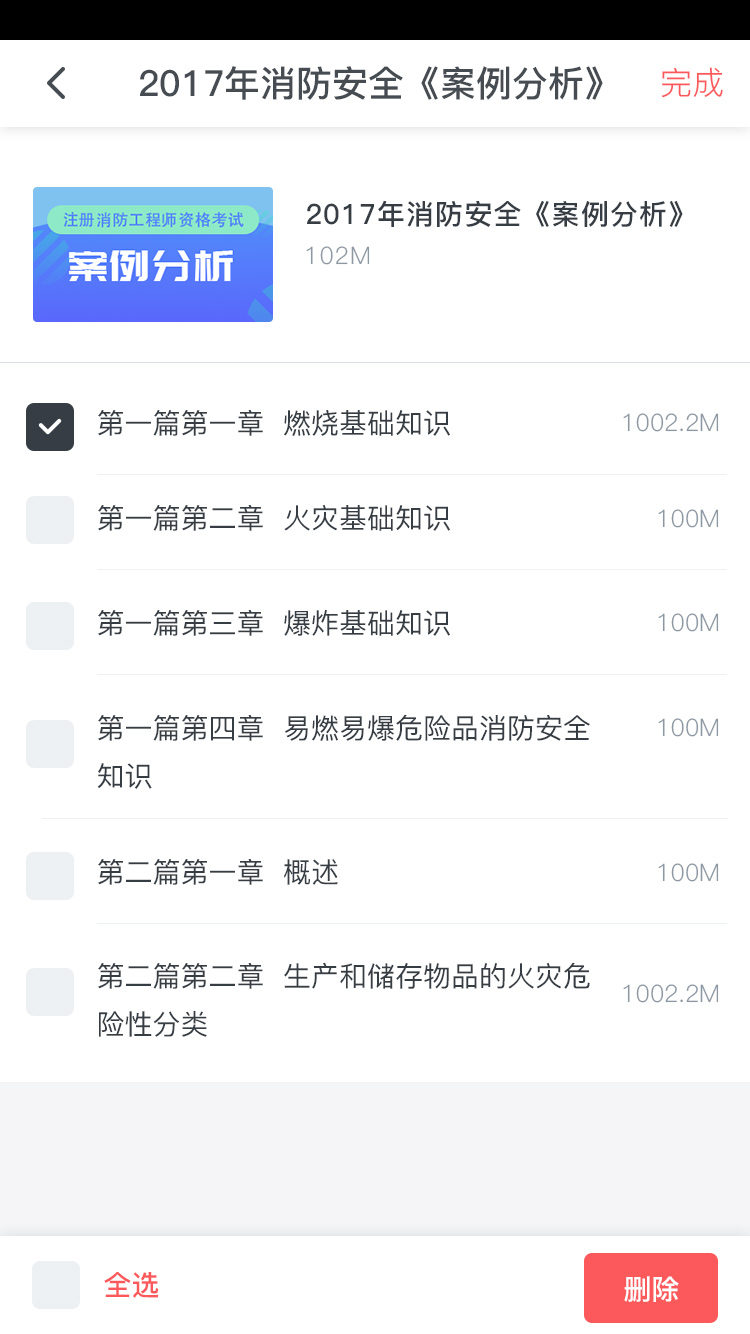 2017年消防安全《案例分析》 完成
注册消防工程师资格考试
案例分析
2017年消防安全《案例分析》
102M
第一篇第一章 燃烧基础知识 1002.2M
第一篇第二章 火灾基础知识 100M
第一篇第三章 爆炸基础知识 100M
第一篇第四章 易燃易爆危险品消防安全 100M
知识
第二篇第一章 概述 100M
第二篇第二章 生产和储存物品的火灾危 1002.2M
险性分类
全选 删除